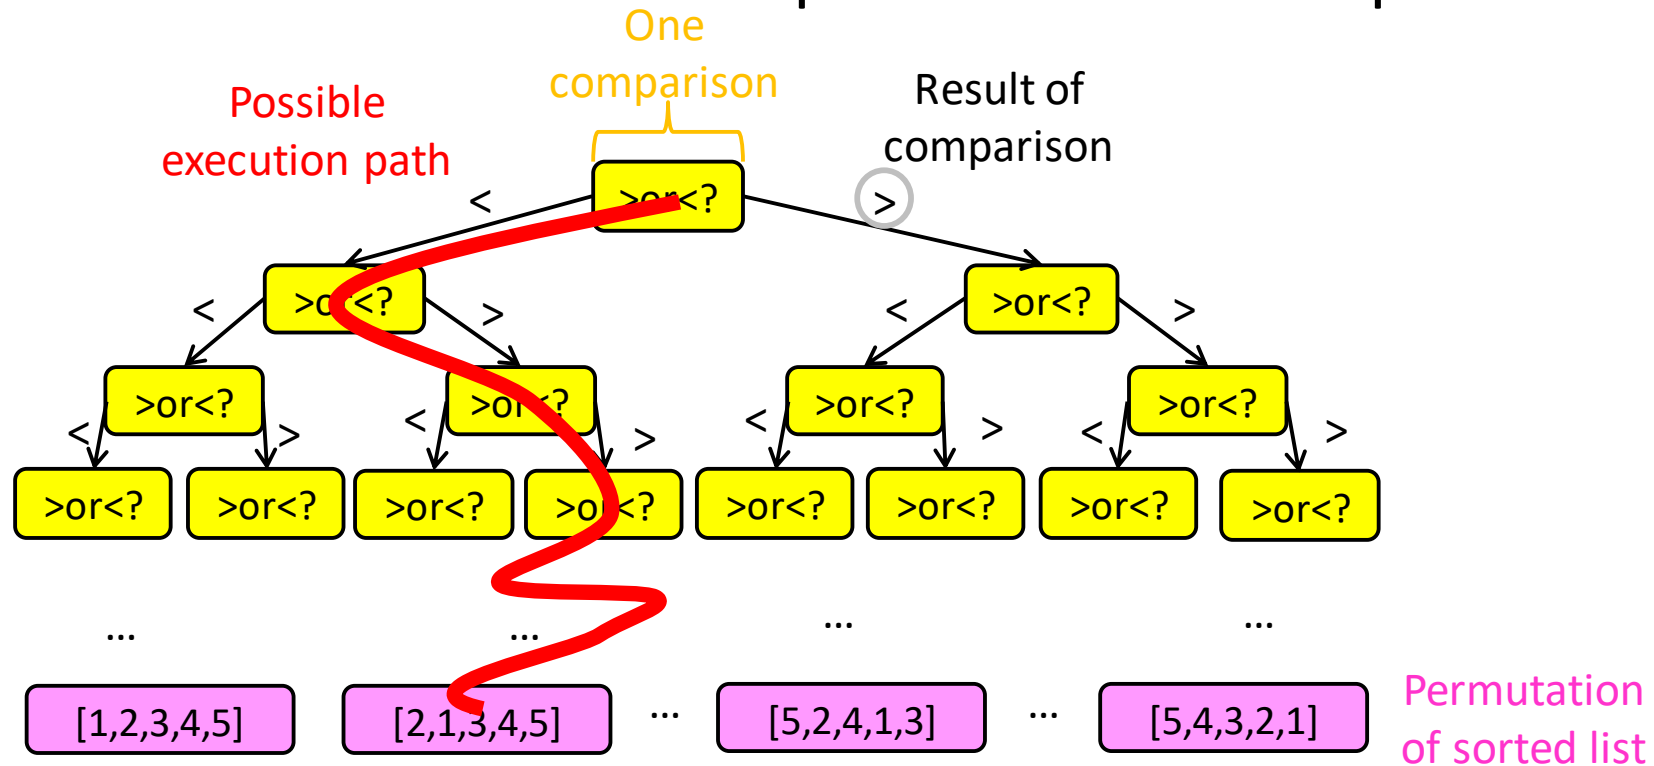 One
comparison
Possible
execution path
Result of
comparison
>or<?
<
>
>or<?
>or<?
<
>
<
>
>or<?
>or<?
>or<?
>or<?
<
>
<
>
<
>
<
>
>or<?
>or<?
>or<?
>or<?
>or<?
>or<?
>or<?
>or<?
...
...
...
...
[1,2,3,4,5]
[2,1,3,4,5]
...
[5,2,4,1,3]
...
[5,4,3,2,1]
Permutation
of sorted list